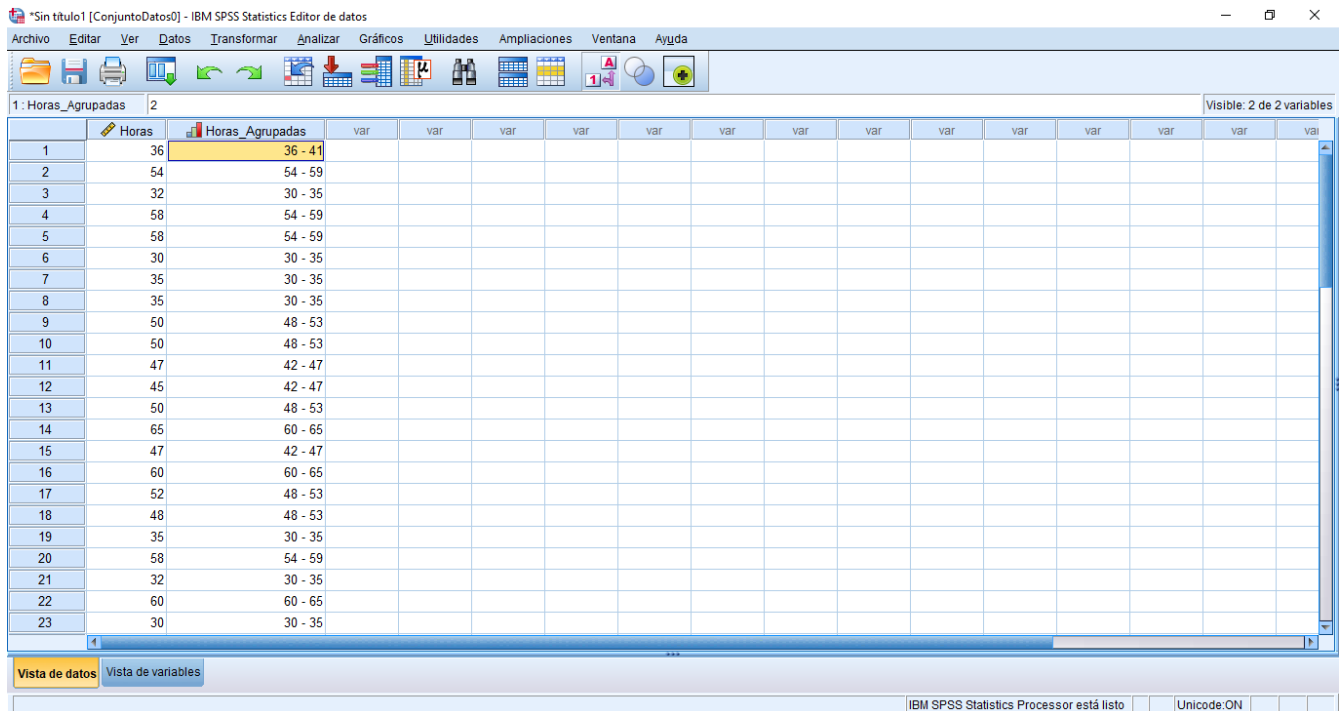 *Sin título1 [ConjuntoDatos0] - IBM SPSS Statistics Editor de datos
Archivo Editar Ver Datos Transformar Analizar Gráficos Utilidades Ampliaciones Ventana Ayuda
1 : Horas_Agrupadas 2 Visible: 2 de 2 variables
Horas Horas_Agrupadas var var var var var var var var var var var var var var
1 36 36 - 41
2 54 54 - 59
3 32 30 - 35
4 58 54 - 59
5 58 54 - 59
6 30 30 - 35
7 35 30 - 35
8 35 30 - 35
9 50 48 - 53
10 50 48 - 53
11 47 42 - 47
12 45 42 - 47
13 50 48 - 53
14 65 60 - 65
15 47 42 - 47
16 60 60 - 65
17 52 48 - 53
18 48 48 - 53
19 35 30 - 35
20 58 54 - 59
21 32 30 - 35
22 60 60 - 65
23 30 30 - 35
Vista de datos Vista de variables
IBM SPSS Statistics Processor está listo Unicode:ON